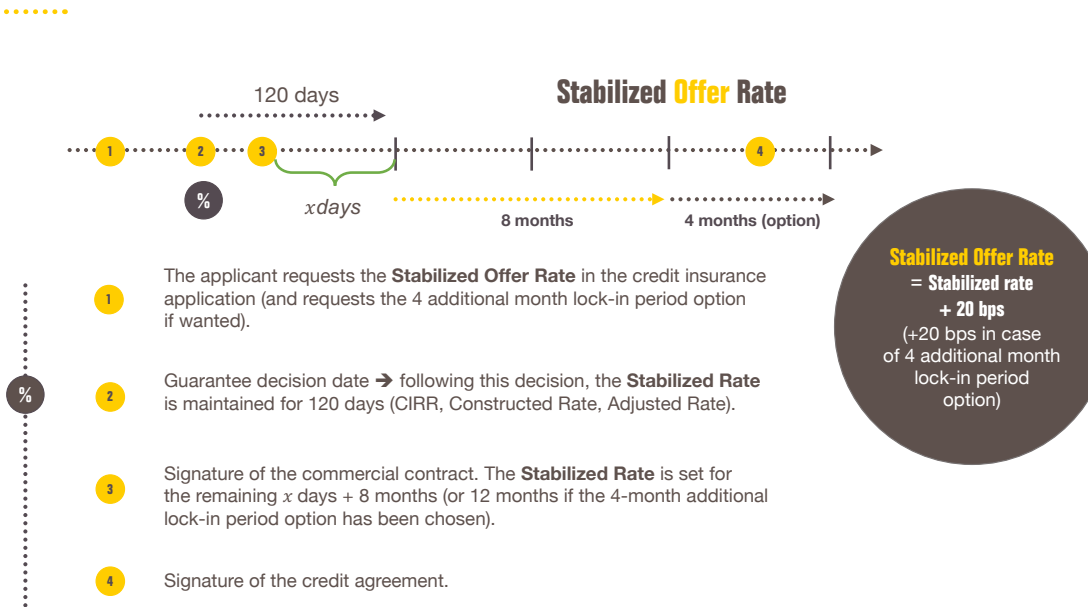 120 days
Stabilized Offer Rate
1
2
3
4
%
xdays
8 months
4 months (option)
Stabilized Offer Rate
= Stabilized rate
+ 20 bps
(+20 bps in case
of 4 additional month
lock-in period
option)
1
The applicant requests the Stabilized Offer Rate in the credit insurance
application (and requests the 4 additional month lock-in period option
if wanted).
%
2
Guarantee decision date ➔ following this decision, the Stabilized Rate
is maintained for 120 days (CIRR, Constructed Rate, Adjusted Rate).
3
Signature of the commercial contract. The Stabilized Rate is set for
the remaining x days + 8 months (or 12 months if the 4-month additional
lock-in period option has been chosen).
4
Signature of the credit agreement.